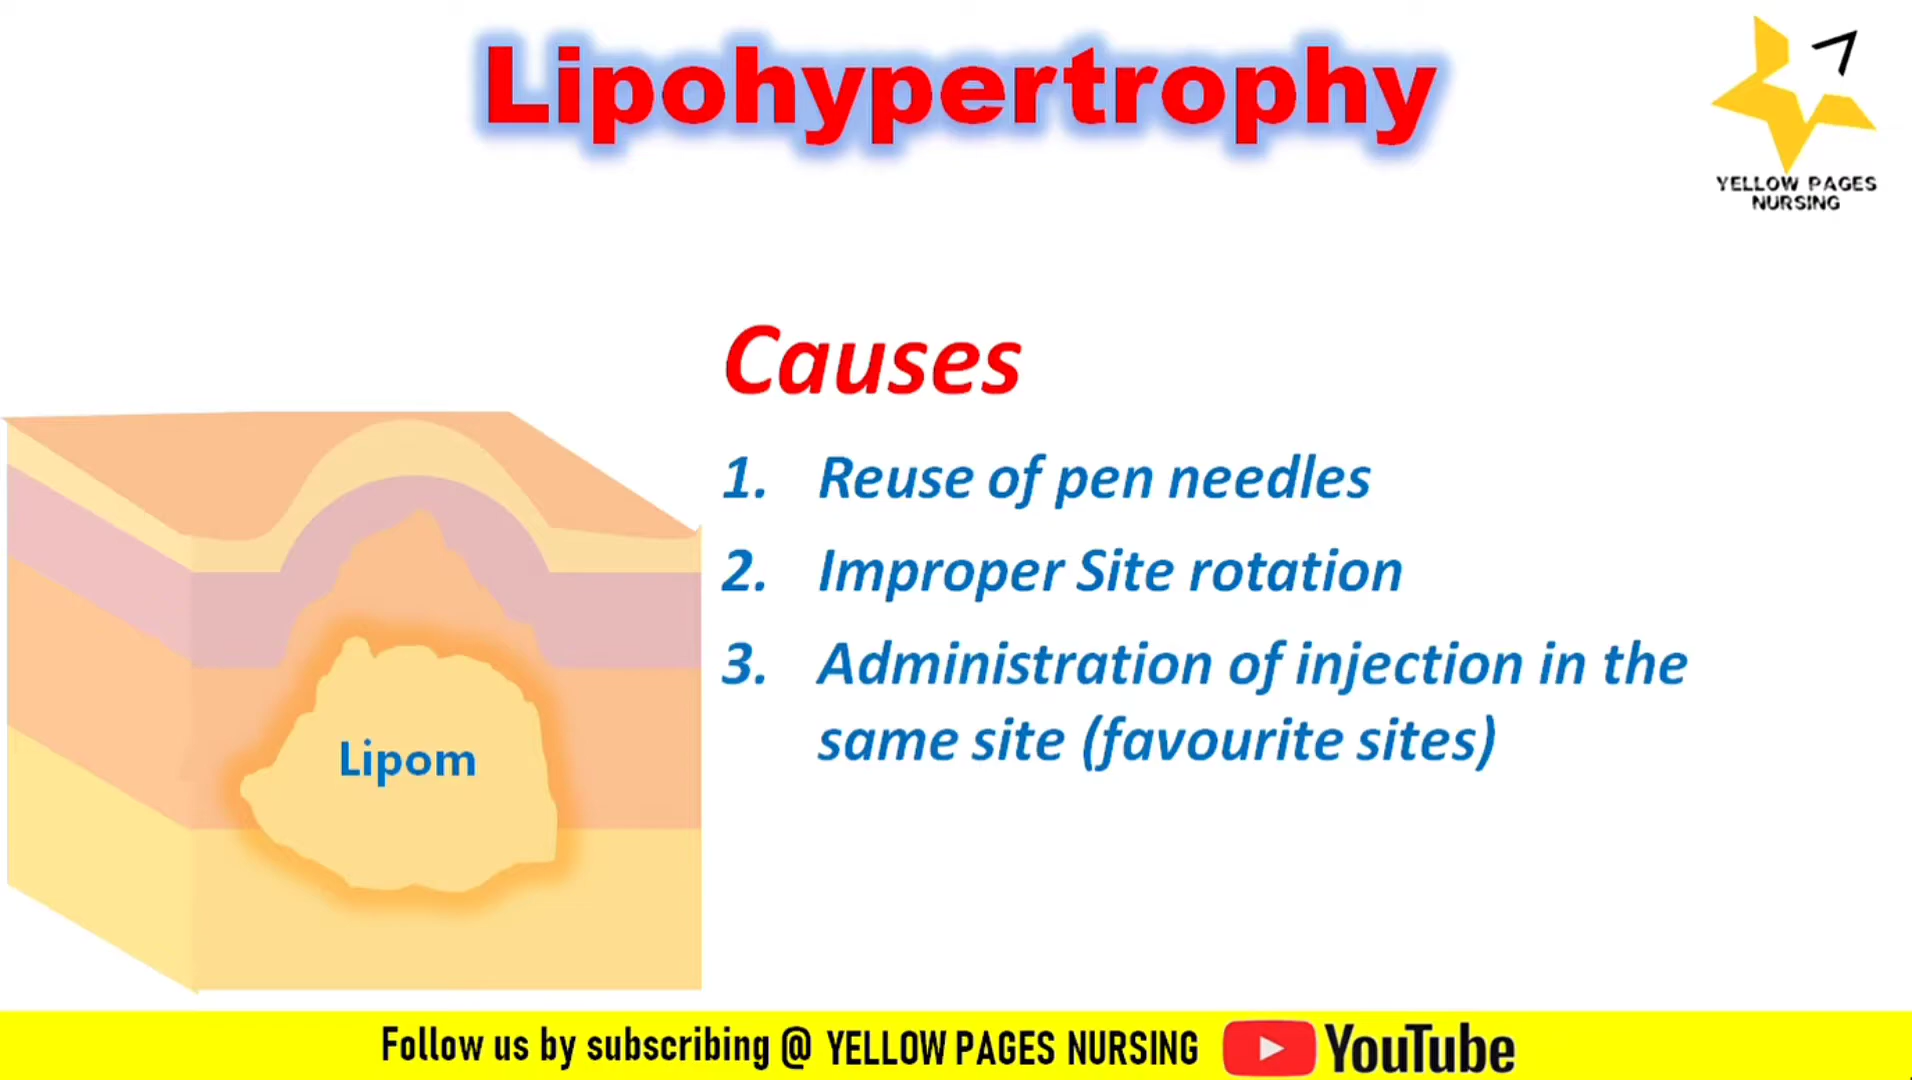 Lipohypertrophy
YELLOW PAGES
NURSING
Causes
1. Reuse of pen needles
2. Improper Site rotation
3. Administration of injection in the
same site (favourite sites)
Lipom
Follow us by subscribing @ YELLOW PAGES NURSING YouTube